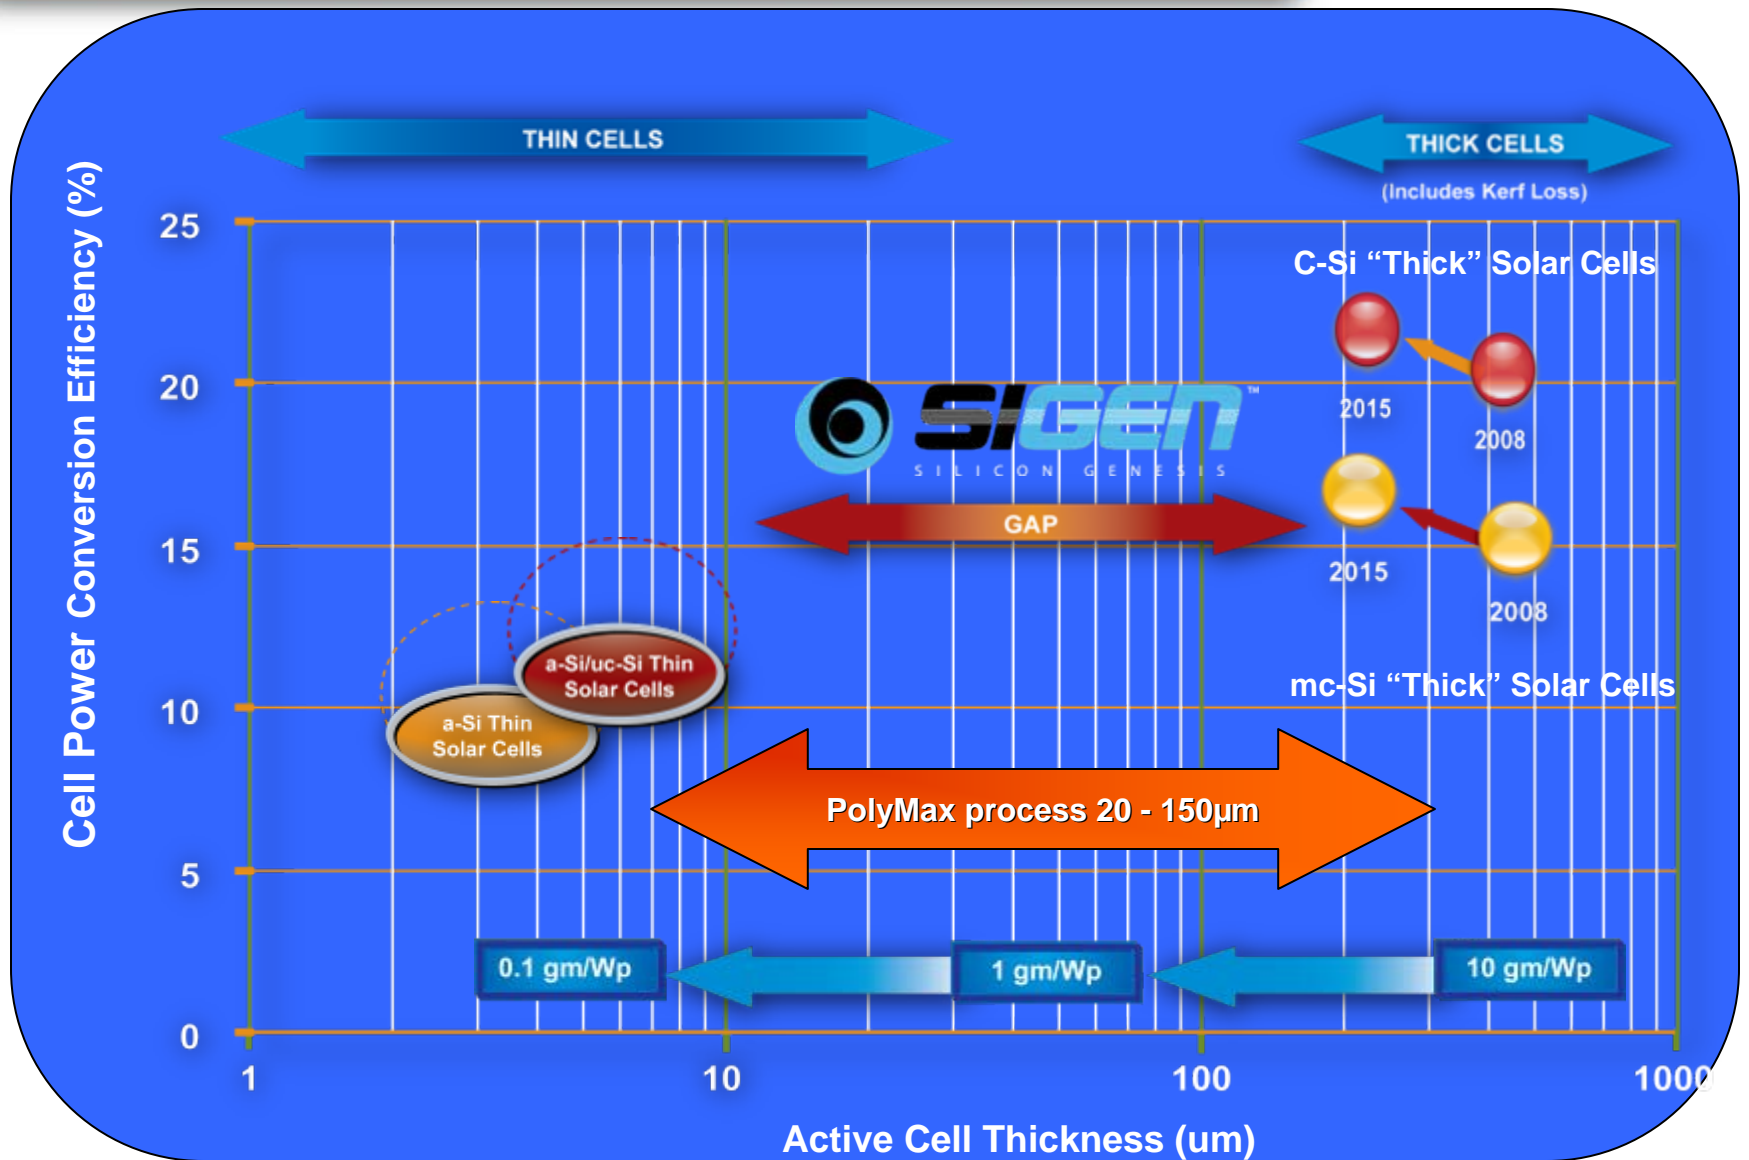 THIN CELLS
THICK CELLS
(Includes Kerf Loss)
Cell Power Conversion Efficiency (%)
25
20
15
10
5
0
C-Si “Thick” Solar Cells
2015
2008
SIGEN™
SILICON GENESIS
GAP
2015
2008
a-Si/uc-Si Thin
Solar Cells
a-Si Thin
Solar Cells
mc-Si “Thick” Solar Cells
PolyMax process 20 - 150µm
0.1 gm/Wp
1 gm/Wp
10 gm/Wp
1
10
100
1000
Active Cell Thickness (um)